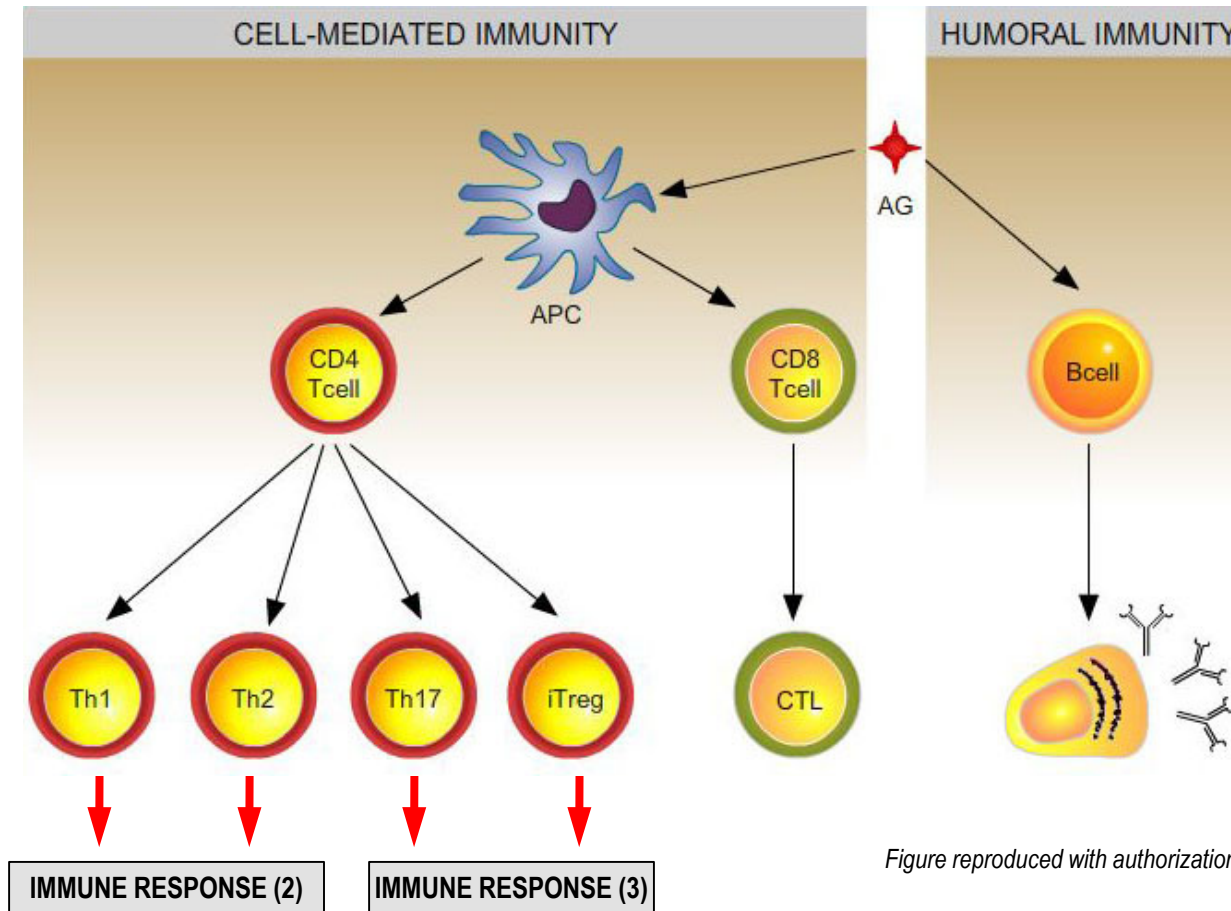 CELL-MEDIATED IMMUNITY
HUMORAL IMMUNITY
AG
APC
CD4
Tcell
CD8
Tcell
Bcell
Th1
Th2
Th17
iTreg
CTL
Figure reproduced with authorization
IMMUNE RESPONSE (2)
IMMUNE RESPONSE (3)